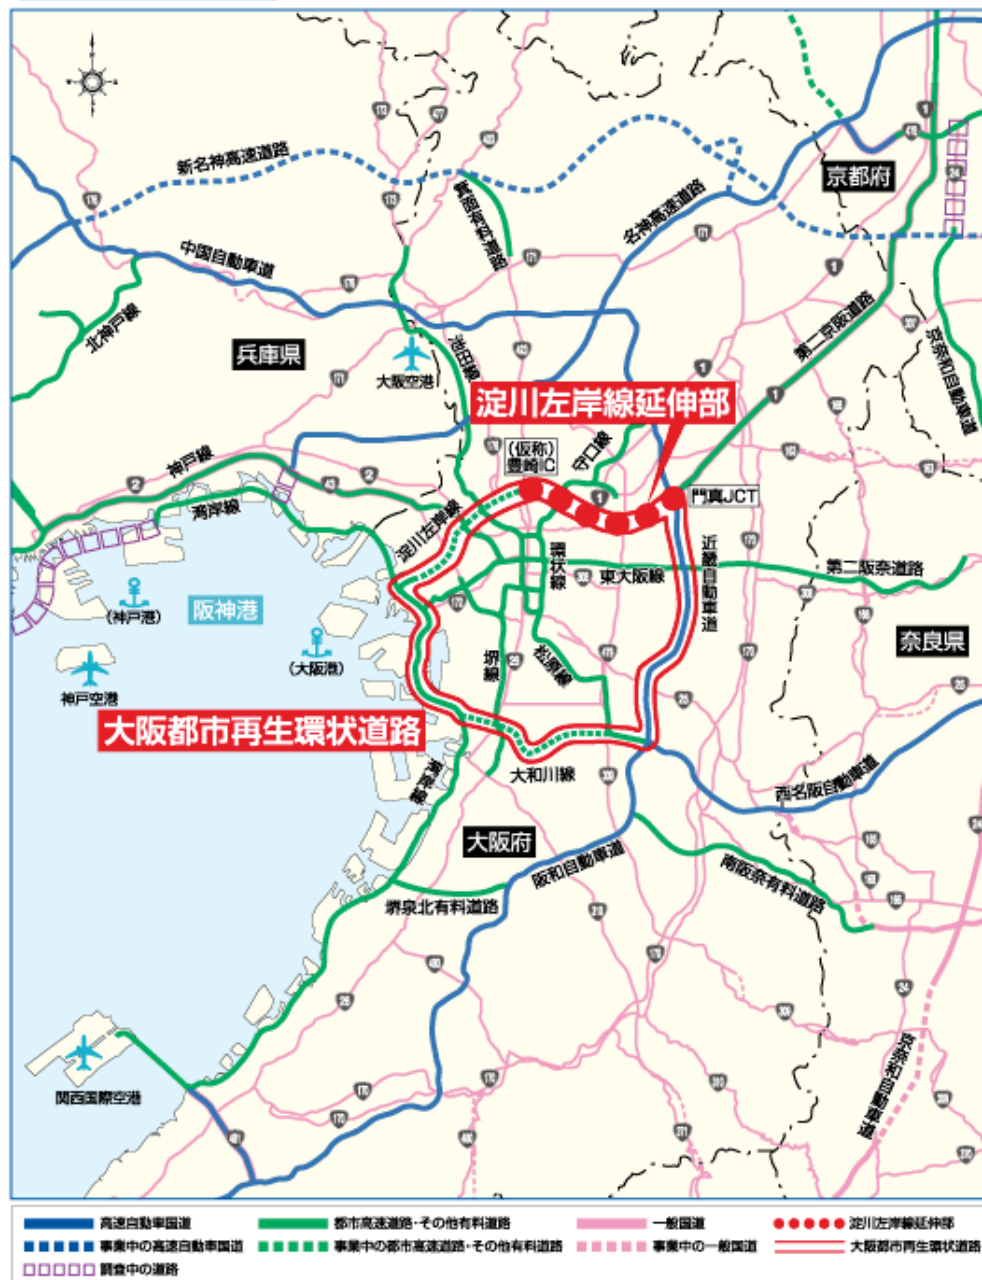 新名神高速道路
箕面有料道路
名神高速道路
京都府
中国自動車道
北神戸線
兵庫県
大阪空港
池田線
第二京阪道路
京奈和自動車道
淀川左岸線延伸部
(仮称)
豊崎IC
守口線
門真JCT
神戸線
湾岸線
淀川左岸線
環状線
東大阪線
近畿自動車道
第二阪奈道路
(神戸港)
阪神港
(大阪港)
神戸空港
堺線
松原線
奈良県
大阪都市再生環状道路
湾岸線
大和川線
西名阪自動車道
大阪府
阪和自動車道
南阪奈有料道路
堺泉北有料道路
関西国際空港
京奈和自動車道
高速自動車国道
都市高速道路・その他有料道路
一般国道
淀川左岸線延伸部
事業中の高速自動車国道
事業中の都市高速道路・その他有料道路
事業中の一般国道
大阪都市再生環状道路
調査中の道路